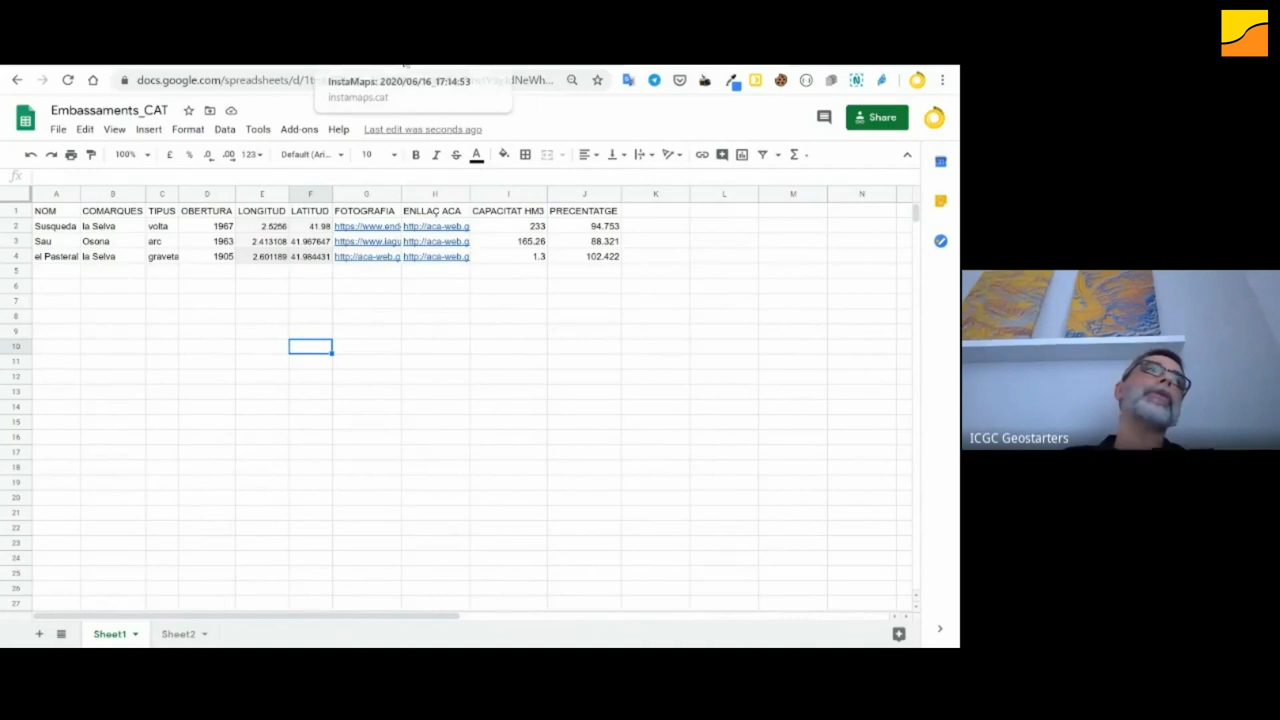 docs.google.com/spreadsheets/d/1t
InstaMaps: 2020/06/16_17:14:53
instamaps.cat
Embassaments_CAT
File Edit View Insert Format Data Tools Add-ons Help Last edit was seconds ago
Share
100% £ % .0 .00 123 Default (Ari... 10 B I S A
fx
A B C D E F G H I J K L M N
1 NOM COMARQUES TIPUS OBERTURA LONGITUD LATITUD FOTOGRAFIA ENLLAÇ ACA CAPACITAT HM3 PRECENTATGE
2 Susqueda la Selva volta 1967 2.5256 41.98 https://www.end http://aca-web.g 233 94.753
3 Sau Osona arc 1963 2.413108 41.967647 https://www.lagu http://aca-web.g 165.26 88.321
4 el Pasteral la Selva graveta 1905 2.601189 41.984431 http://aca-web.g http://aca-web.g 1.3 102.422
5
6
7
8
9
10
11
12
13
14
15
16
17
18
19
20
21
22
23
24
25
26
27
Sheet1 Sheet2
ICGC Geostarters